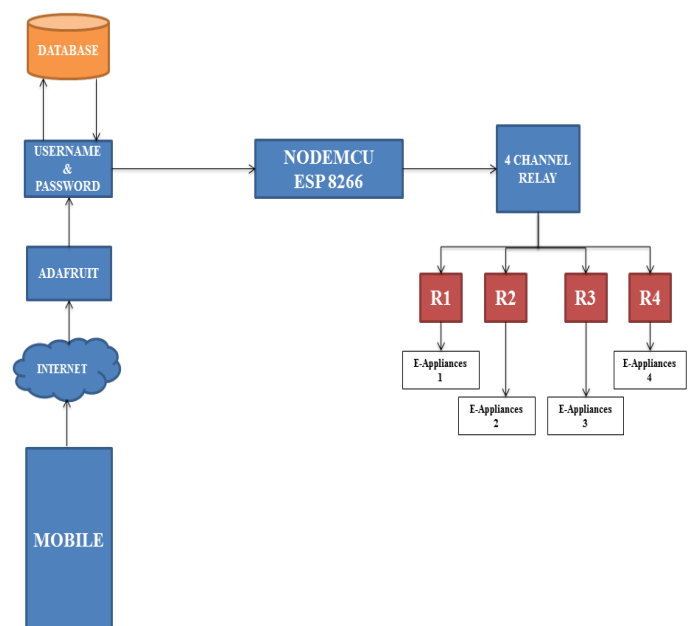 DATABASE
USERNAME
&
PASSWORD
NODEMCU
ESP 8266
4 CHANNEL
RELAY
ADAFRUIT
R1
R2
R3
R4
INTERNET
E-Appliances
1
E-Appliances
4
E-Appliances
2
E-Appliances
3
MOBILE